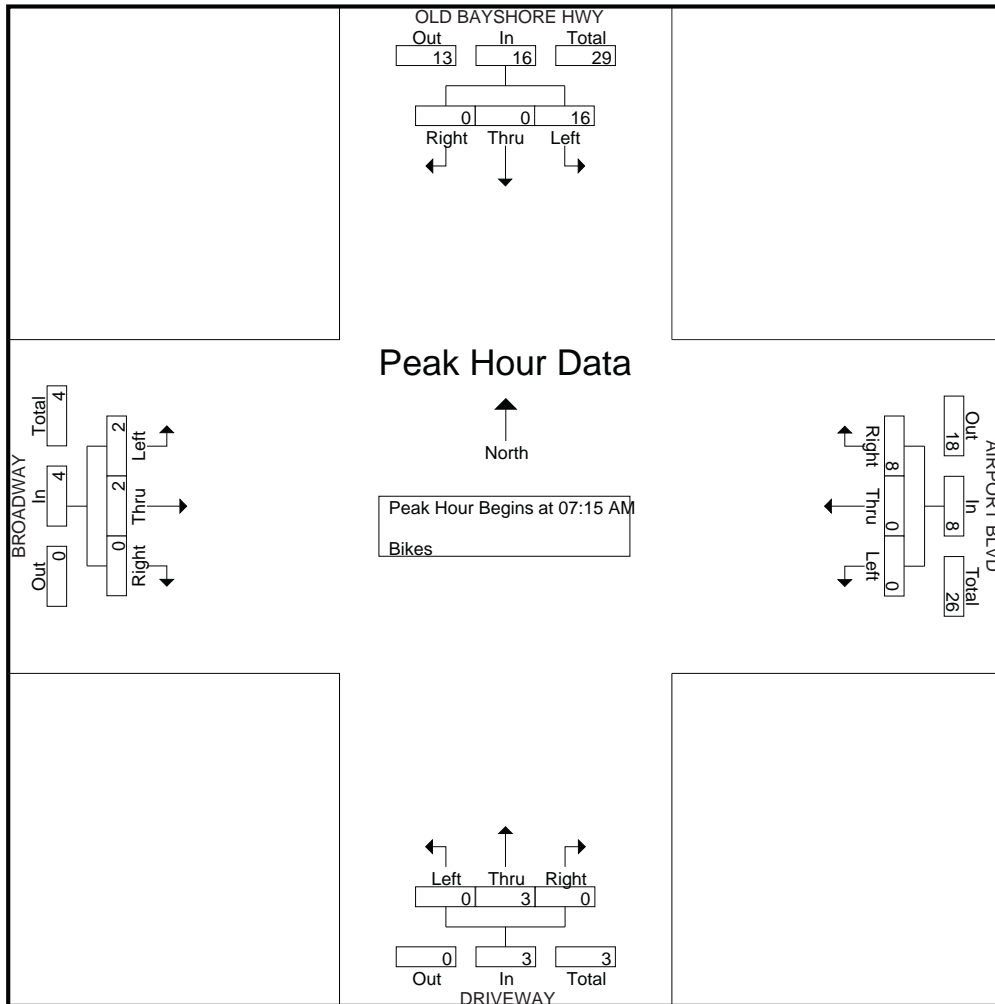 OLD BAYSHORE HWY
Out In Total
13 16 29
0 0 16
Right Thru Left
Peak Hour Data
North
Peak Hour Begins at 07:15 AM
Bikes
BROADWAY
Out In Total
0 4 4
0 2 2
Right Thru Left
AIRPORT BLVD
Out In Total
18 8 26
8 0 0
Right Thru Left
Left Thru Right
0 3 0
0 3 3
Out In Total
DRIVEWAY